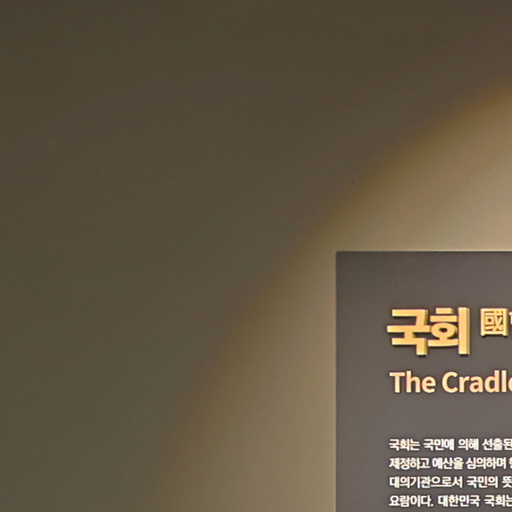 국회 國
The Cradle
국회는 국민에 의해 선출된
제정하고 예산을 심의하며
대의기관으로서 국민의 뜻
요람이다. 대한민국 국회는